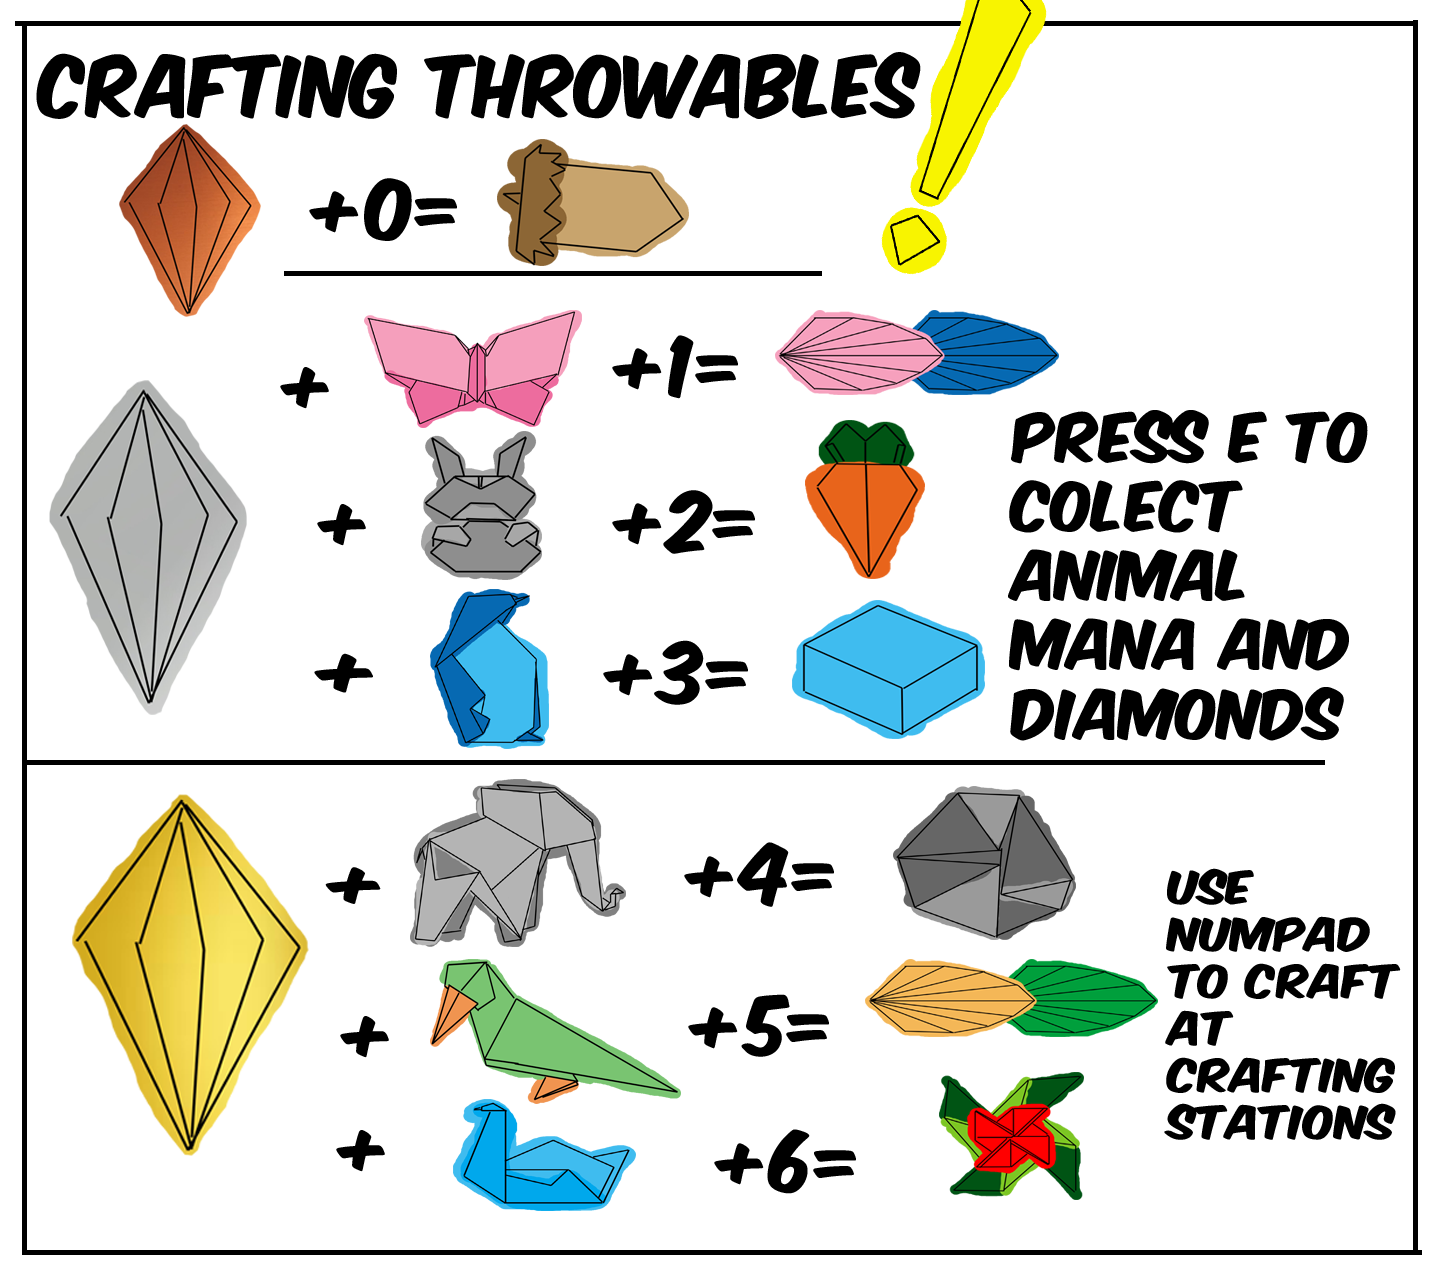 CRAFTING THROWABLES!
+0=
+ +1=
+ +2=
+ +3=
PRESS E TO
COLECT
ANIMAL
MANA AND
DIAMONDS
+ +4=
+ +5=
+ +6=
USE
NUMPAD
TO CRAFT
AT
CRAFTING
STATIONS